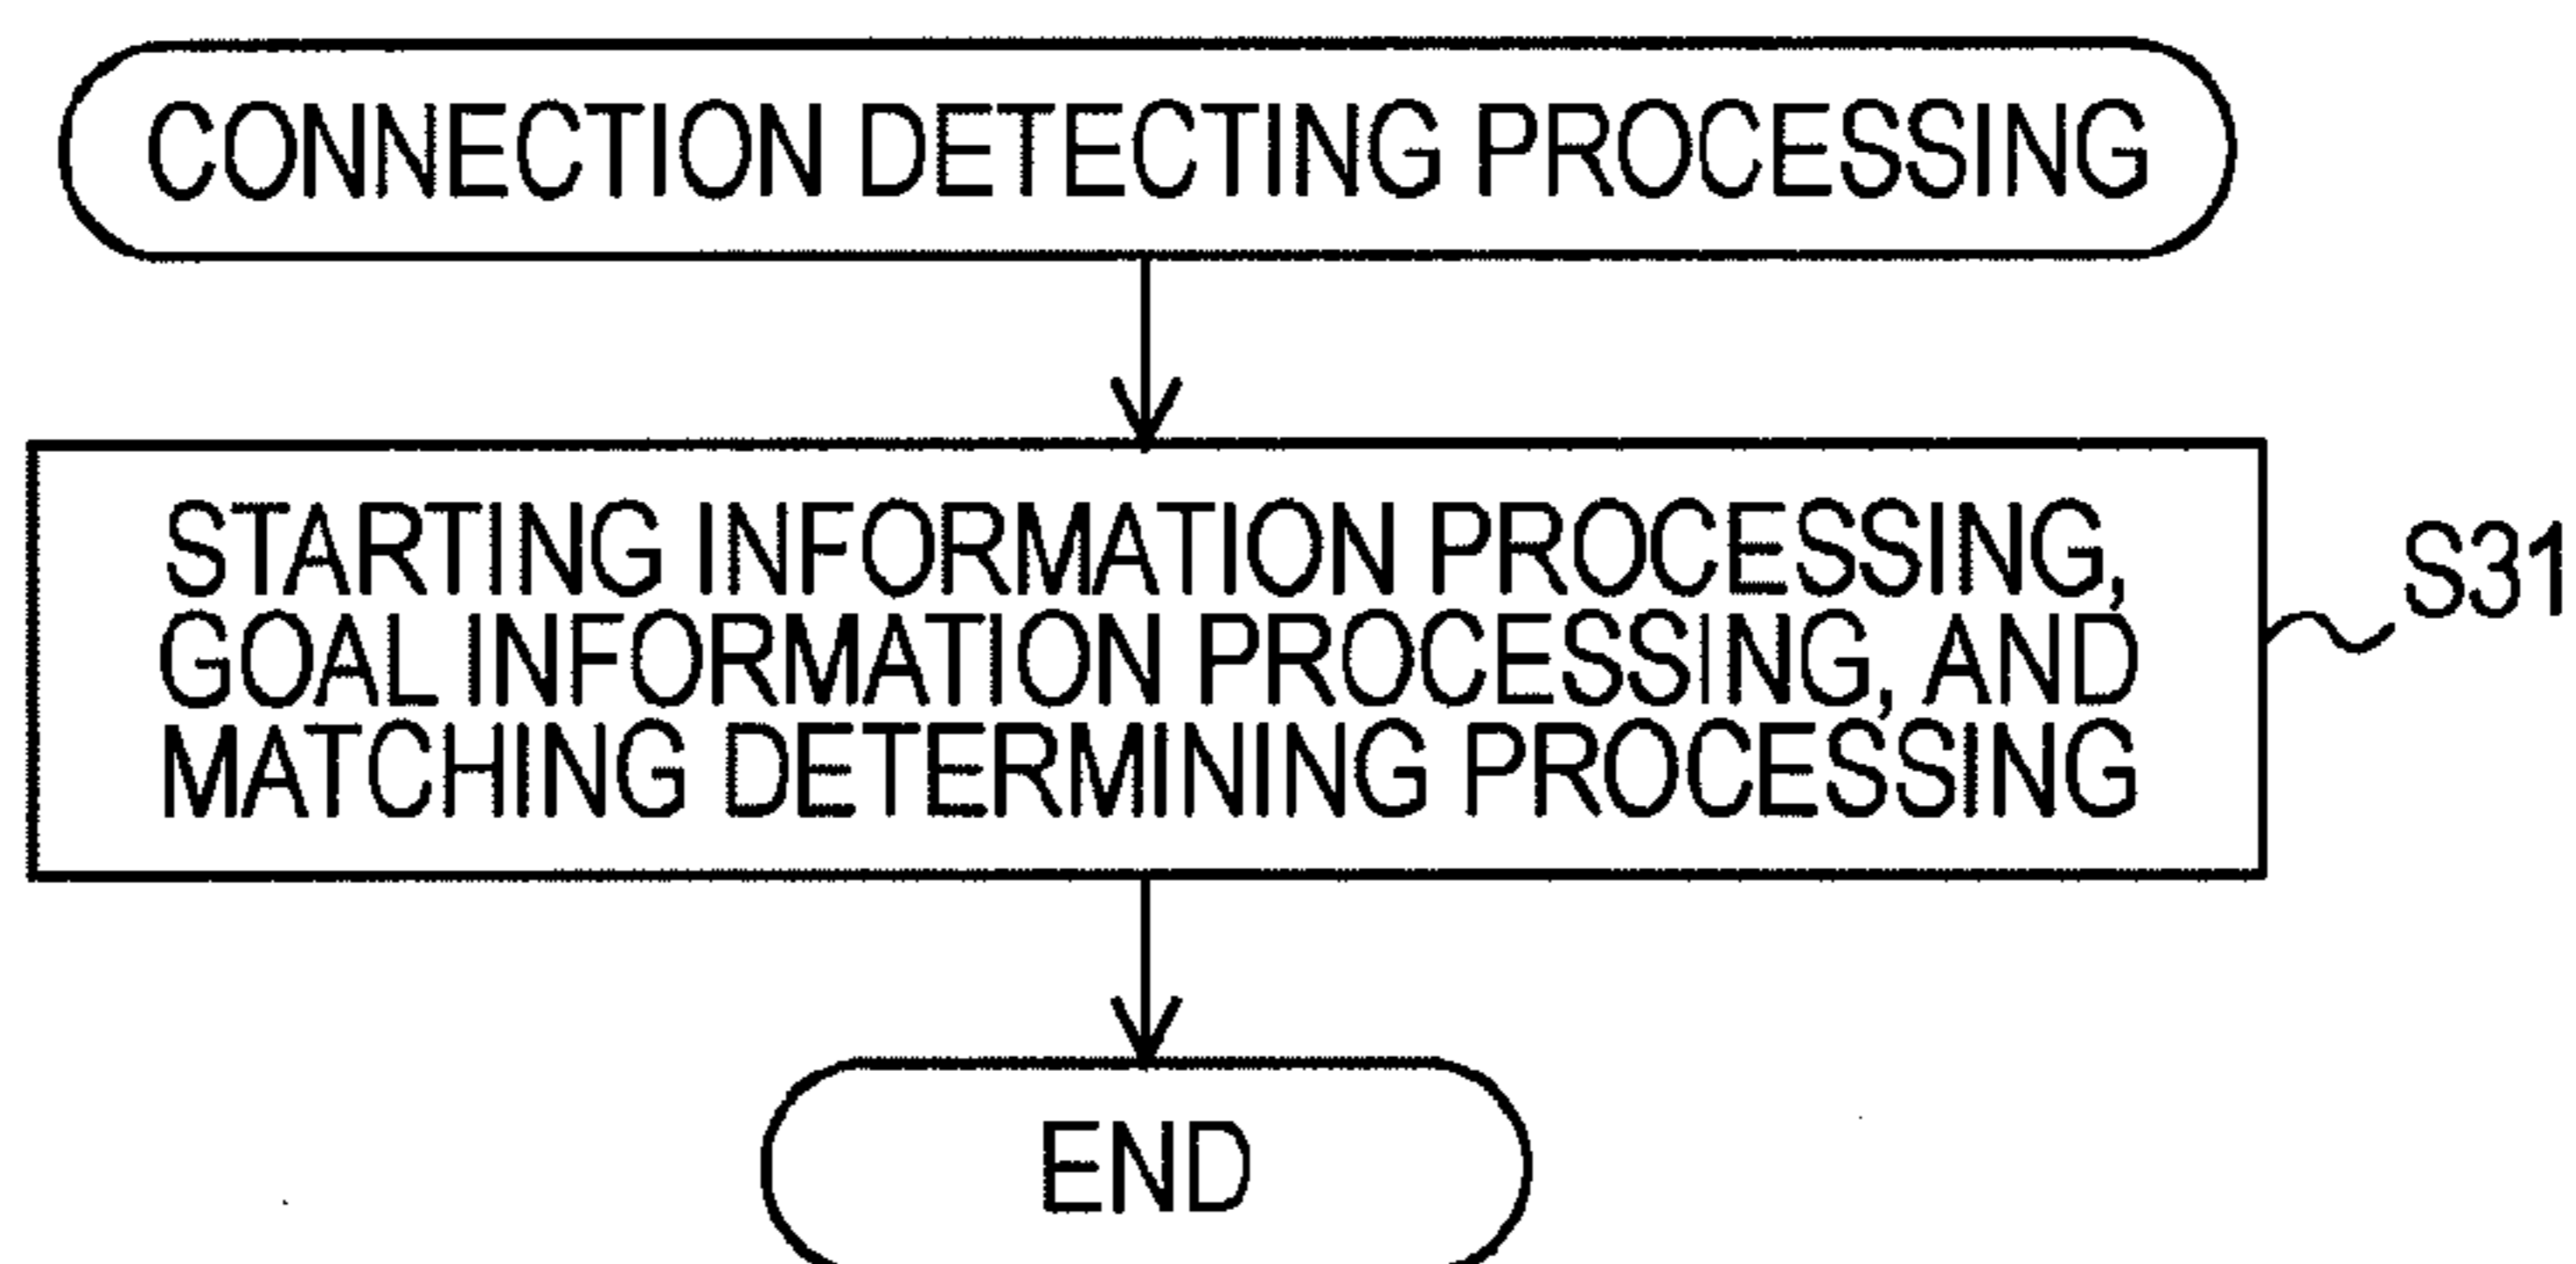 CONNECTION DETECTING PROCESSING
STARTING INFORMATION PROCESSING,
GOAL INFORMATION PROCESSING, AND
MATCHING DETERMINING PROCESSING
S31
END